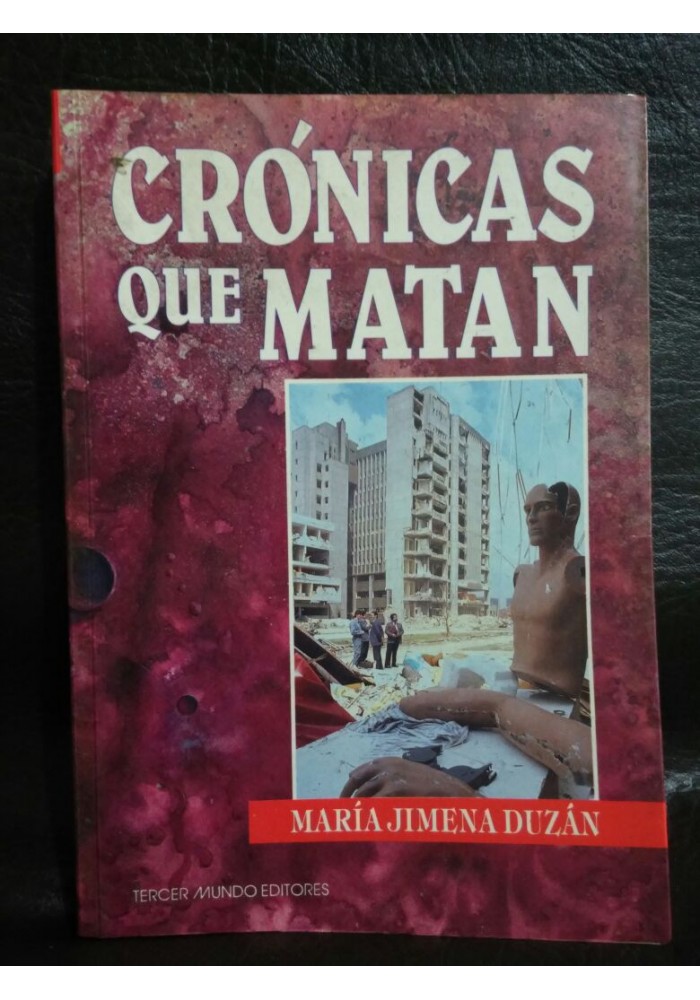 CRÓNICAS
QUE MATAN
MARÍA JIMENA DUZÁN
TERCER MUNDO EDITORES